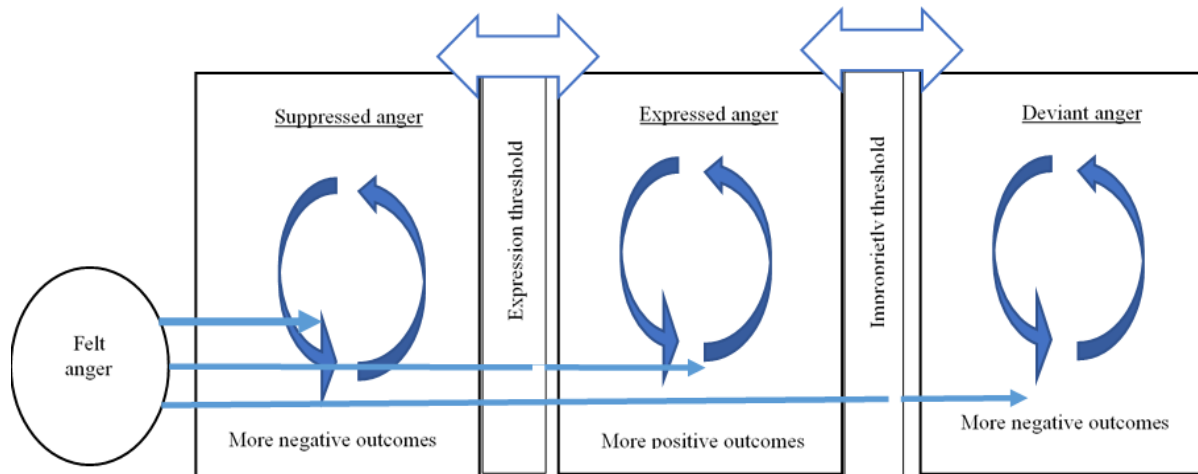 Suppressed anger
Expressed anger
Deviant anger
Expression threshold
Improprietly threshold
Felt
anger
More negative outcomes
More positive outcomes
More negative outcomes